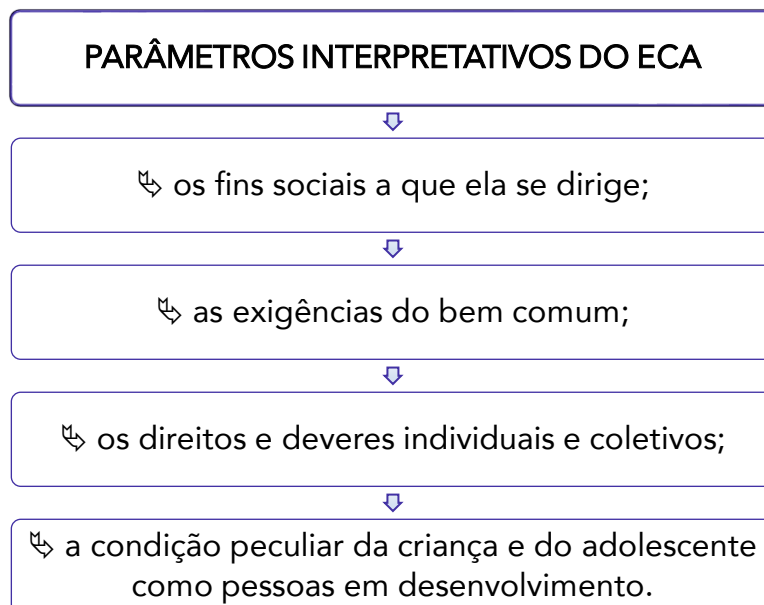 PARÂMETROS INTERPRETATIVOS DO ECA
↳ os fins sociais a que ela se dirige;
↳ as exigências do bem comum;
↳ os direitos e deveres individuais e coletivos;
↳ a condição peculiar da criança e do adolescente
como pessoas em desenvolvimento.